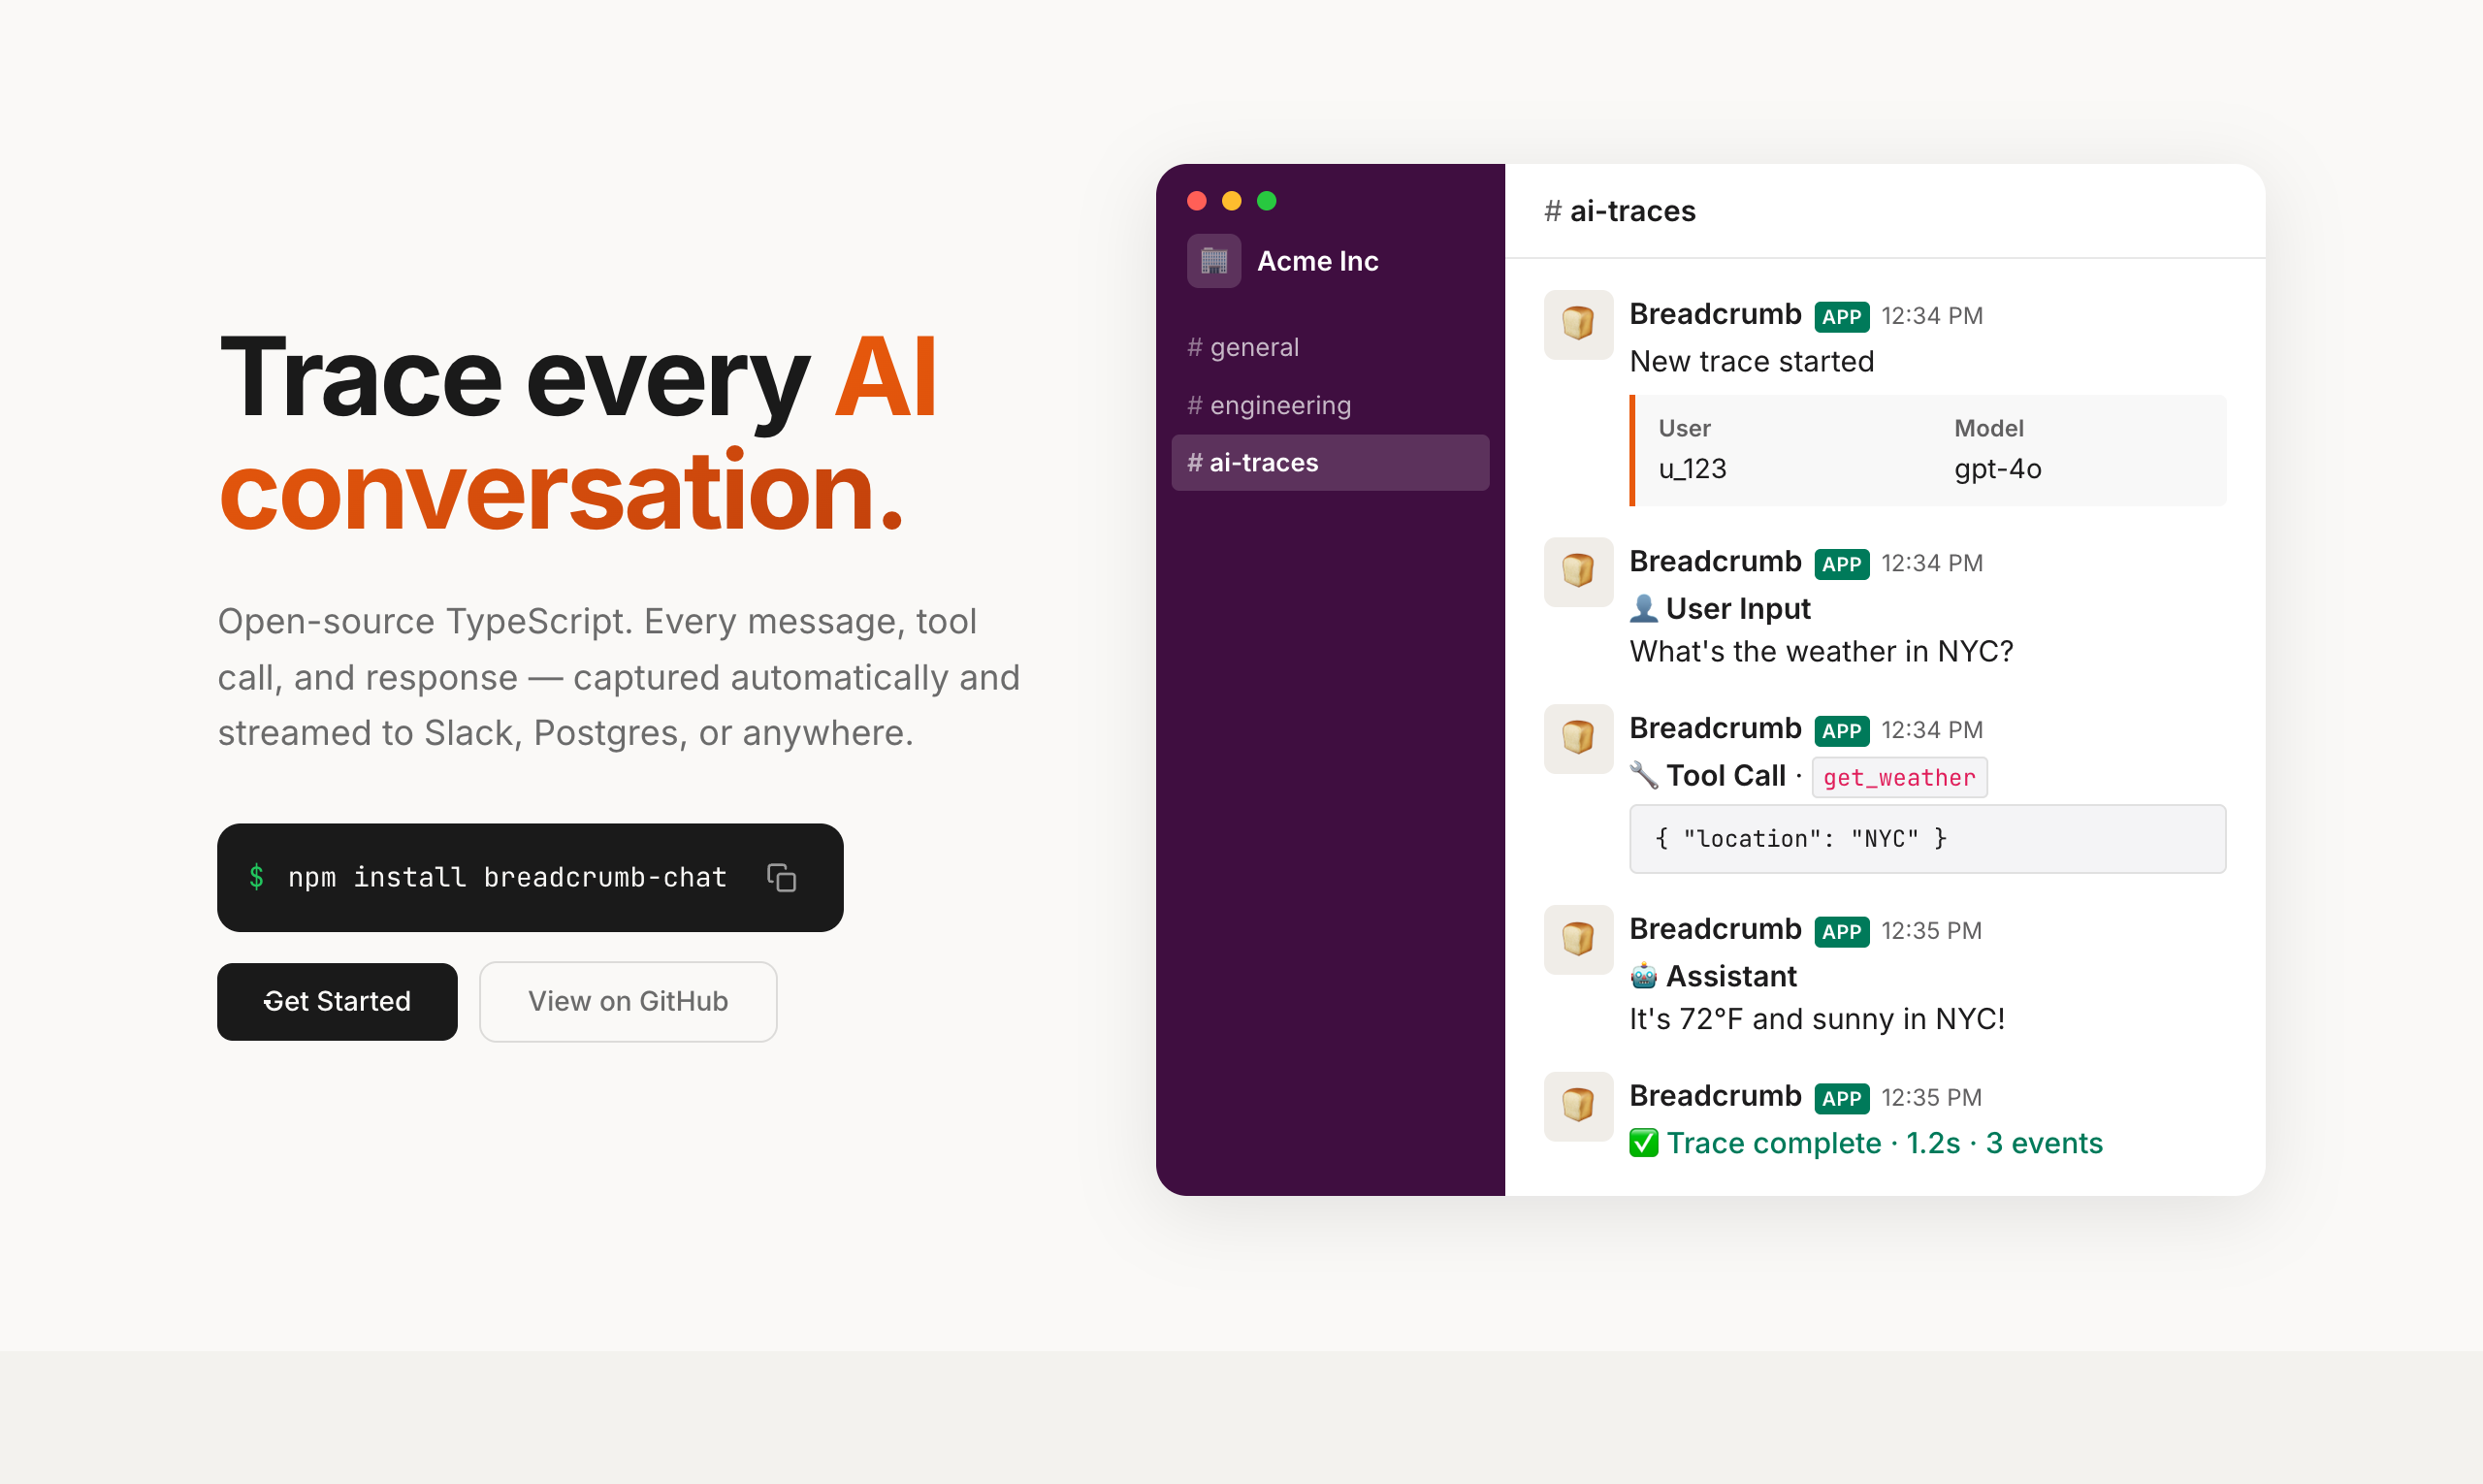 Trace every AI
conversation.
Open-source TypeScript. Every message, tool
call, and response — captured automatically and
streamed to Slack, Postgres, or anywhere.
$ npm install breadcrumb-chat
Get Started
View on GitHub
Acme Inc
# general
# engineering
# ai-traces
# ai-traces
Breadcrumb APP 12:34 PM
New trace started
User Model
u_123 gpt-4o
Breadcrumb APP 12:34 PM
👤 User Input
What's the weather in NYC?
Breadcrumb APP 12:34 PM
🔧 Tool Call · get_weather
{ "location": "NYC" }
Breadcrumb APP 12:35 PM
🤖 Assistant
It's 72°F and sunny in NYC!
Breadcrumb APP 12:35 PM
✅ Trace complete · 1.2s · 3 events